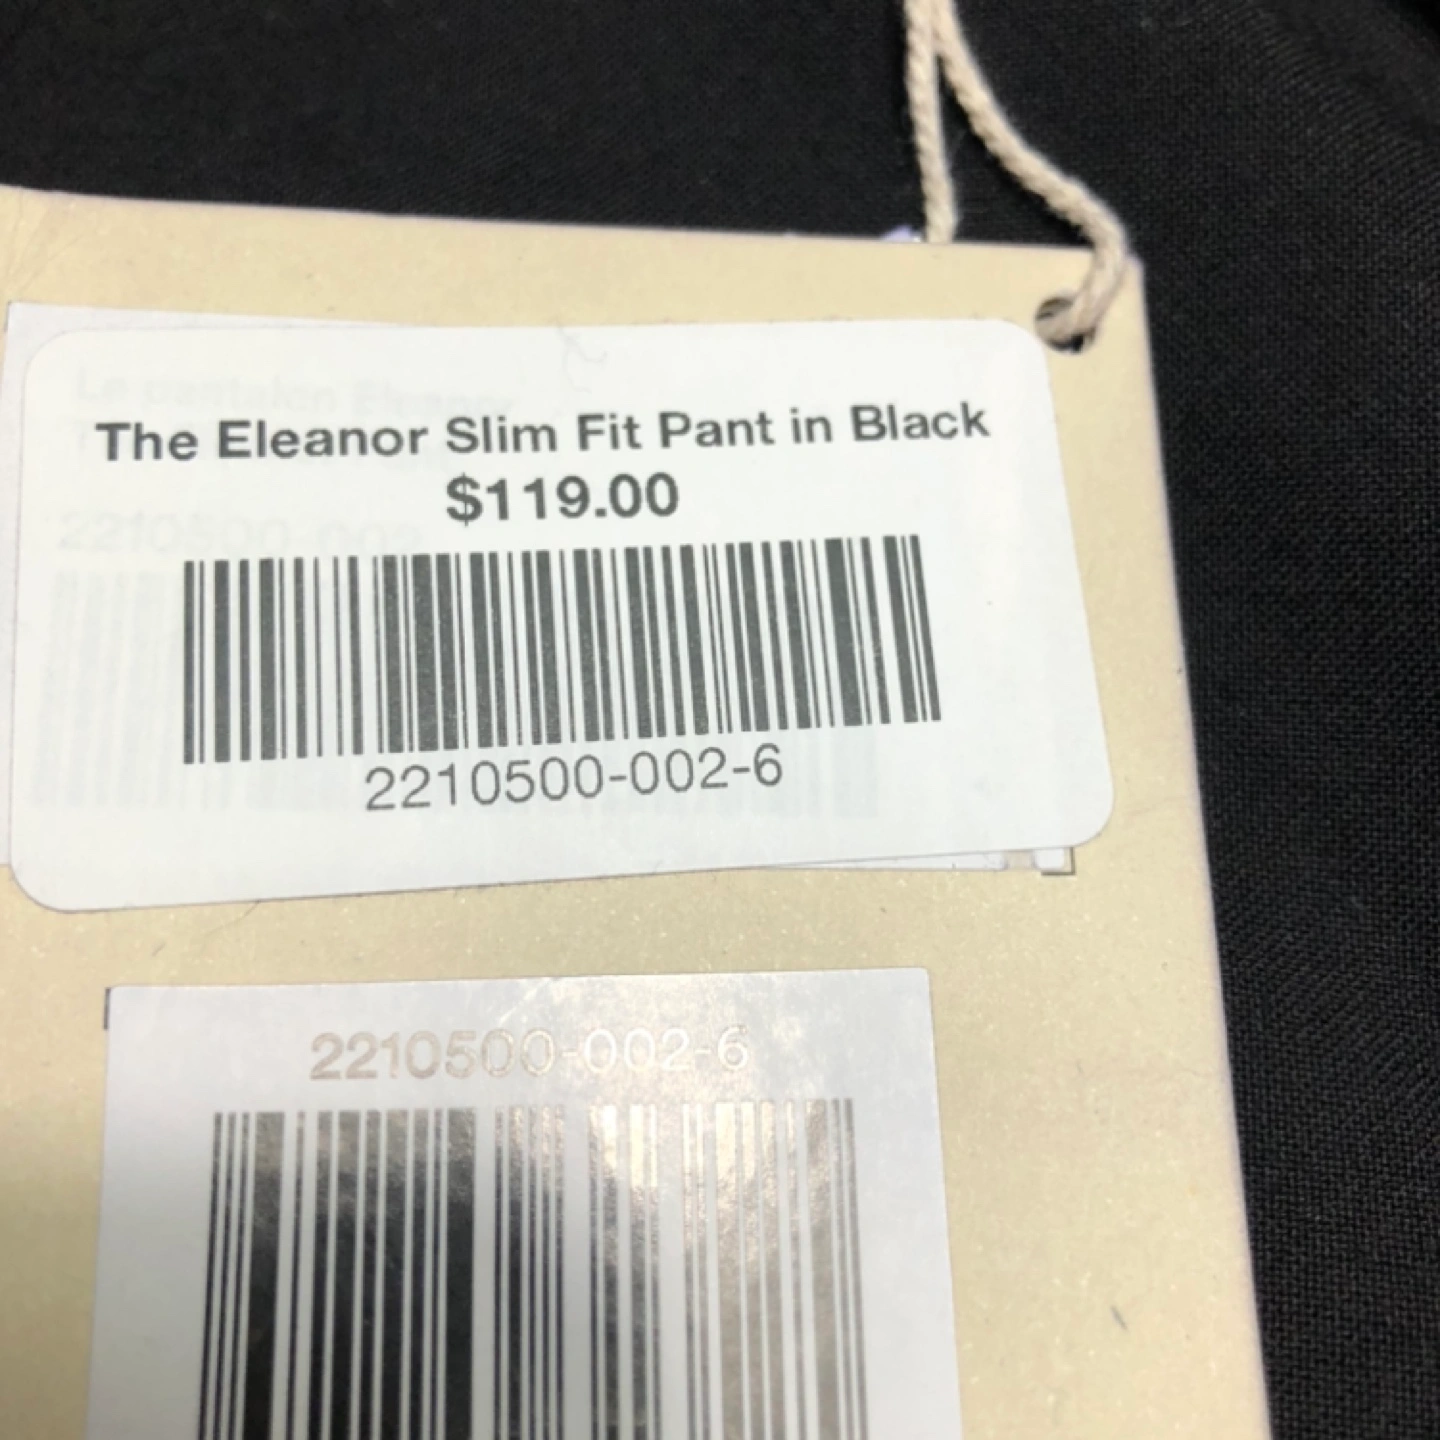 The Eleanor Slim Fit Pant in Black
$119.00
2210500-002-6
2210500-002-6